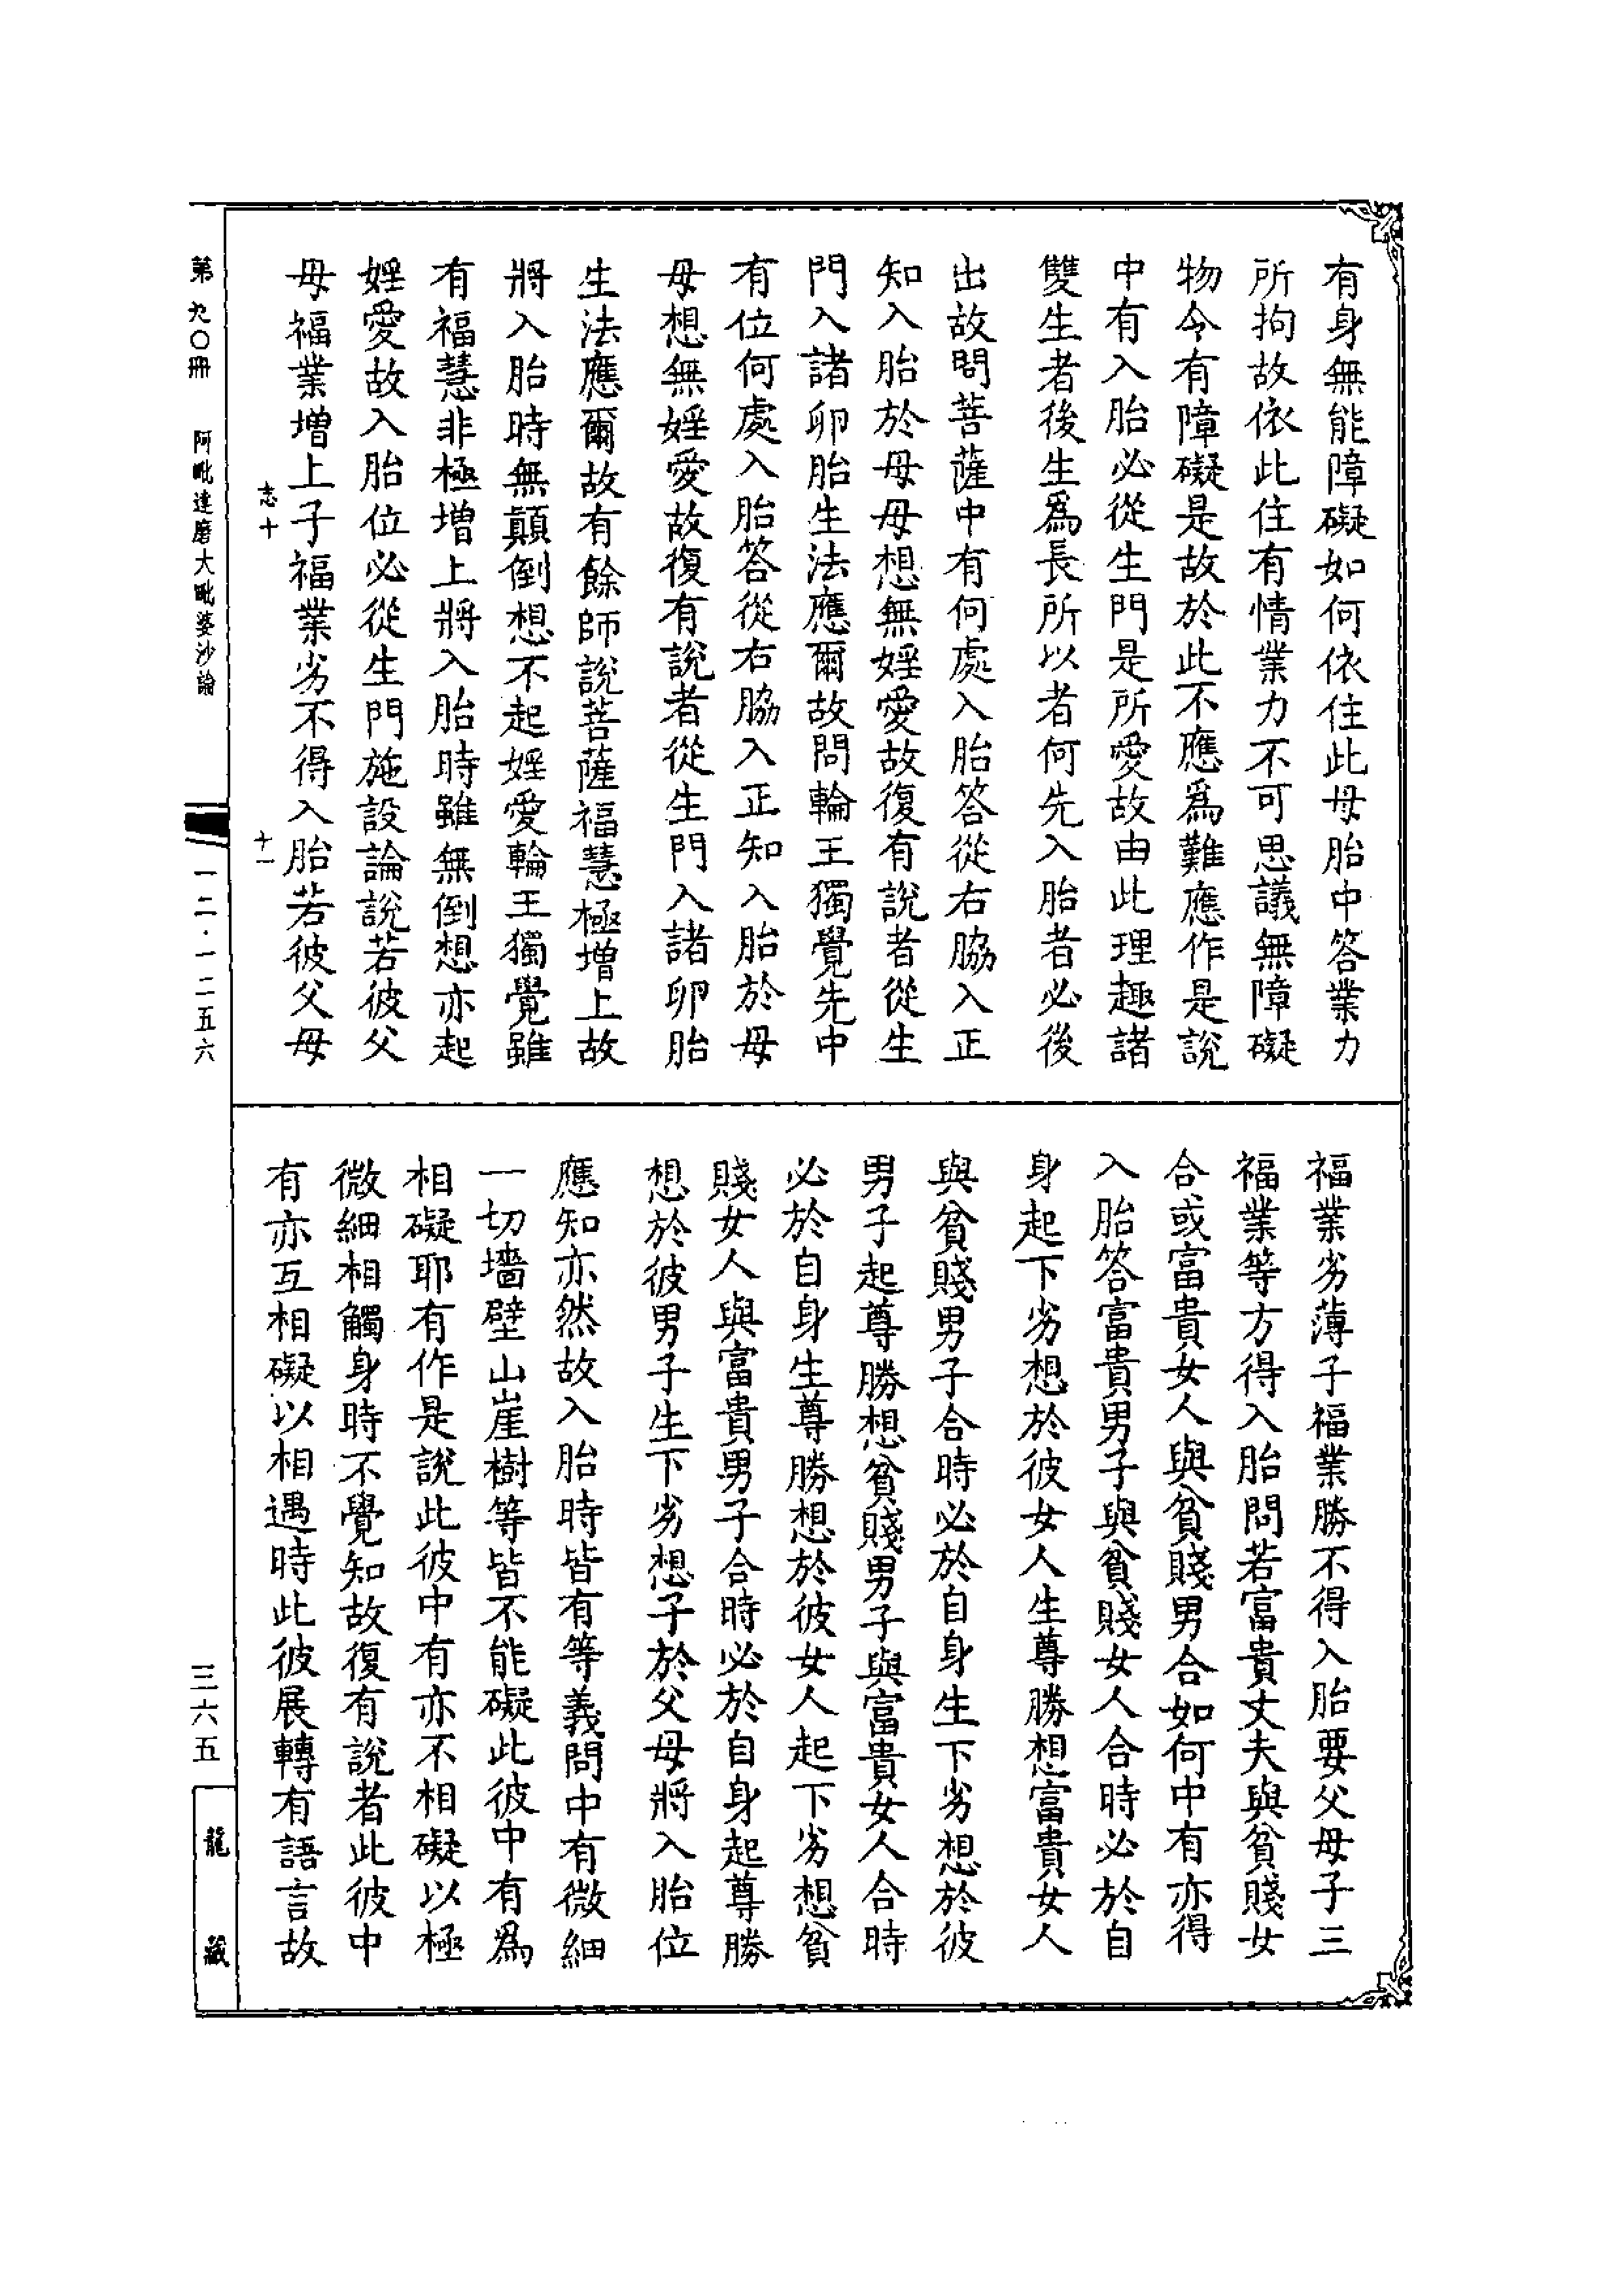 有身無能障礙如何依住此母胎中答業力
所拘故依此住有情業力不可思議無障礙
物令有障礙是故於此不應爲難應作是說
中有入胎必從生門是所愛故由此理趣諸
雙生者後生爲長所以者何先入胎者必後
出故問菩薩中有何處入胎答從右脇入正
知入胎於母母想無婬愛故復有說者從生
門入諸卵胎生法應爾故問輪王獨覺先中
有位何處入胎答從右脇入正知入胎於母
母想無婬愛故復有說者從生門入諸卵胎
生法應爾故有餘師說菩薩福慧極增上故
將入胎時無顛倒想不起婬愛輪王獨覺雖
有福慧非極增上將入胎時雖無倒想亦起
婬愛故入胎位必從生門施設論說若彼父
母福業增上子福業劣不得入胎若彼父母
志十 十一
福業劣薄子福業勝不得入胎要父母子三
福業等方得入胎問若富貴丈夫與貧賤女
合或富貴女人與貧賤男合如何中有亦得
入胎答富貴男子與貧賤女人合時必於自
身起下劣想於彼女人生尊勝想富貴女人
與貧賤男子合時必於自身生下劣想於彼
男子起尊勝想貧賤男子與富貴女人合時
必於自身生尊勝想於彼女人起下劣想貧
賤女人與富貴男子合時必於自身起尊勝
想於彼男子生下劣想子於父母將入胎位
應知亦然故入胎時皆有等義問中有微細
一切墻壁山崖樹等皆不能礙此彼中有爲
相礙耶有作是說此彼中有亦不相礙以極
微細相觸身時不覺知故復有說者此彼中
有亦互相礙以相遇時此彼展轉有語言故
第九〇冊 阿毗達磨大毗婆沙論 一二·一二五六 三六五 龍藏